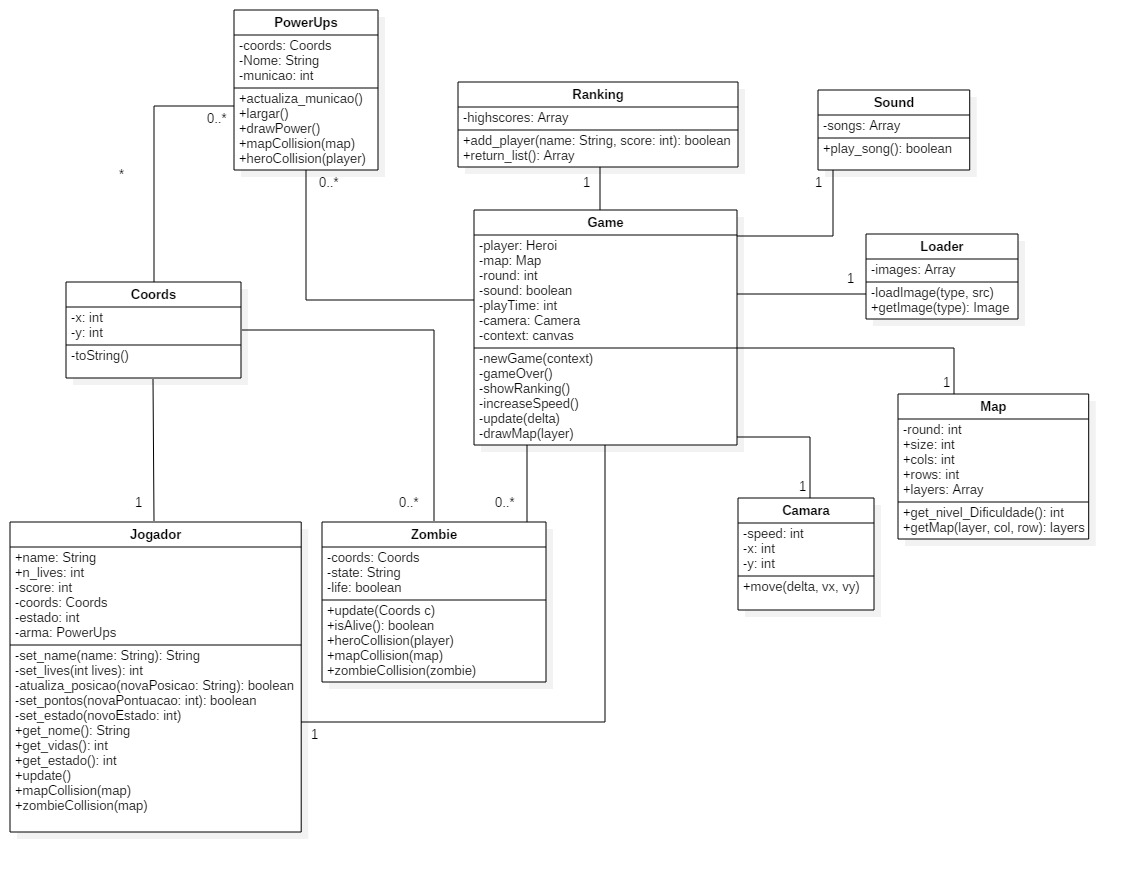 PowerUps
-coords: Coords
-Nome: String
-municao: int
+actualiza_municao()
+largar()
+drawPower()
+mapCollision(map)
+heroCollision(player)
0..*
*
0..*
Ranking
-highscores: Array
+add_player(name: String, score: int): boolean
+return_list(): Array
1
Sound
-songs: Array
+play_song(): boolean
1
Game
-player: Heroi
-map: Map
-round: int
-sound: boolean
-playTime: int
-camera: Camera
-context: canvas
-newGame(context)
-gameOver()
-showRanking()
-increaseSpeed()
-update(delta)
-drawMap(layer)
Loader
-images: Array
-loadImage(type, src)
+getImage(type): Image
1
Coords
-x: int
-y: int
-toString()
1
Map
-round: int
+size: int
+cols: int
+rows: int
+layers: Array
+get_nivel_Dificuldade(): int
+getMap(layer, col, row): layers
1
0..*
0..*
1
Camara
-speed: int
-x: int
-y: int
+move(delta, vx, vy)
Jogador
+name: String
+n_lives: int
-score: int
-coords: Coords
-estado: int
-arma: PowerUps
-set_name(name: String): String
-set_lives(int lives): int
-atualiza_posicao(novaPosicao: String): boolean
-set_pontos(novaPontuacao: int): boolean
-set_estado(novoEstado: int)
+get_nome(): String
+get_vidas(): int
+get_estado(): int
+update()
+mapCollision(map)
+zombieCollision(map)
Zombie
-coords: Coords
-state: String
-life: boolean
+update(Coords c)
+isAlive(): boolean
+heroCollision(player)
+mapCollision(map)
+zombieCollision(zombie)
1